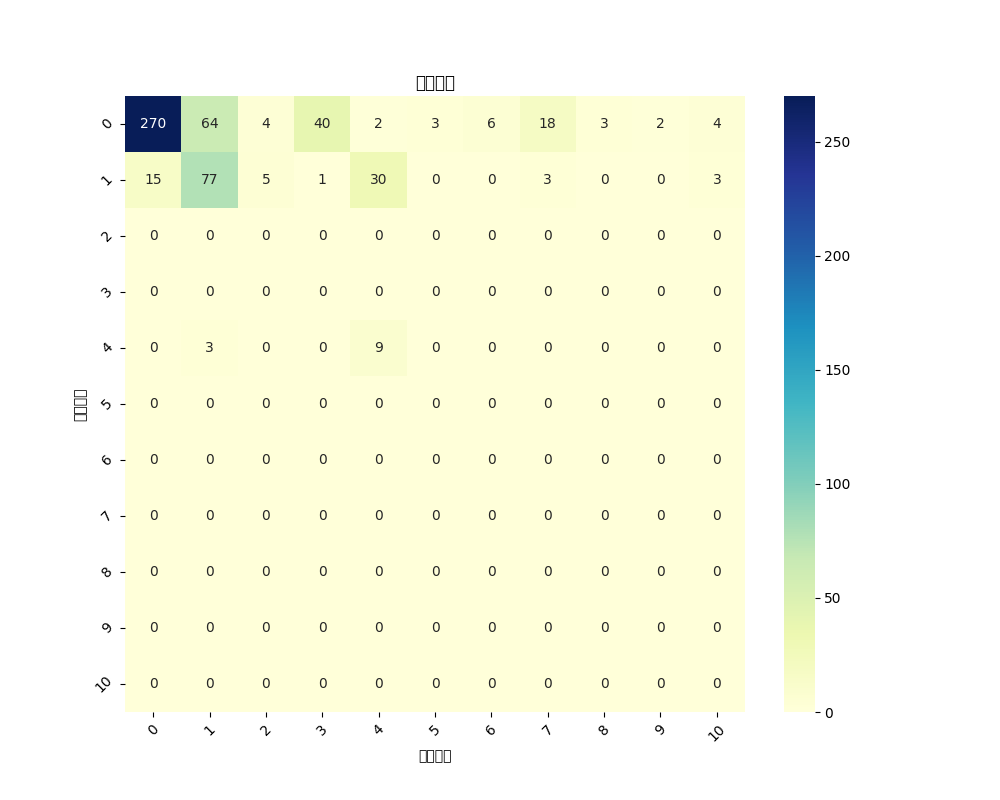 0 270 64 4 40 2 3 6 18 3 2 4
1 15 77 5 1 30 0 0 3 0 0 3
2 0 0 0 0 0 0 0 0 0 0 0
3 0 0 0 0 0 0 0 0 0 0 0
4 0 3 0 0 9 0 0 0 0 0 0
5 0 0 0 0 0 0 0 0 0 0 0
6 0 0 0 0 0 0 0 0 0 0 0
7 0 0 0 0 0 0 0 0 0 0 0
8 0 0 0 0 0 0 0 0 0 0 0
9 0 0 0 0 0 0 0 0 0 0 0
10 0 0 0 0 0 0 0 0 0 0 0
0 1 2 3 4 5 6 7 8 9 10
250
200
150
100
50
0